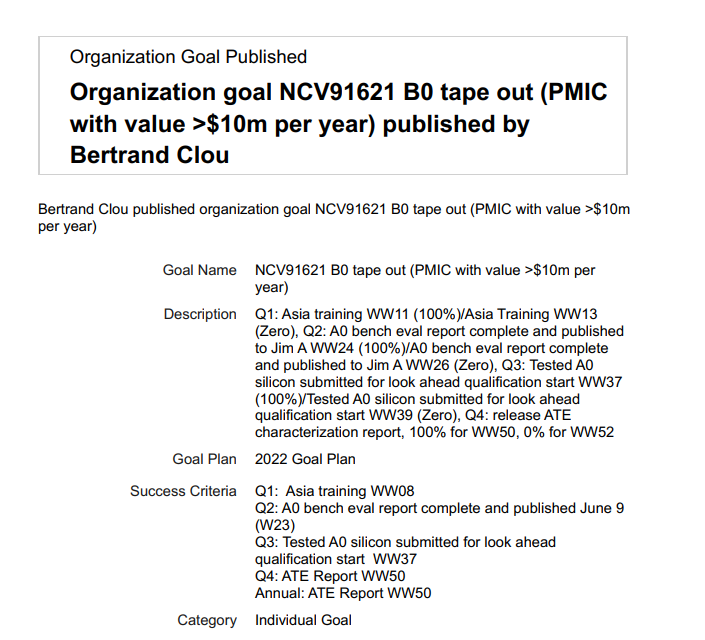 Organization Goal Published
Organization goal NCV91621 B0 tape out (PMIC
with value >$10m per year) published by
Bertrand Clou
Bertrand Clou published organization goal NCV91621 B0 tape out (PMIC with value >$10m
per year)
Goal Name NCV91621 B0 tape out (PMIC with value >$10m per
year)
Description Q1: Asia training WW11 (100%)/Asia Training WW13
(Zero), Q2: A0 bench eval report complete and published
to Jim A WW24 (100%)/A0 bench eval report complete
and published to Jim A WW26 (Zero), Q3: Tested A0
silicon submitted for look ahead qualification start WW37
(100%)/Tested A0 silicon submitted for look ahead
qualification start WW39 (Zero), Q4: release ATE
characterization report, 100% for WW50, 0% for WW52
Goal Plan 2022 Goal Plan
Success Criteria Q1: Asia training WW08
Q2: A0 bench eval report complete and published June 9
(W23)
Q3: Tested A0 silicon submitted for look ahead
qualification start WW37
Q4: ATE Report WW50
Annual: ATE Report WW50
Category Individual Goal